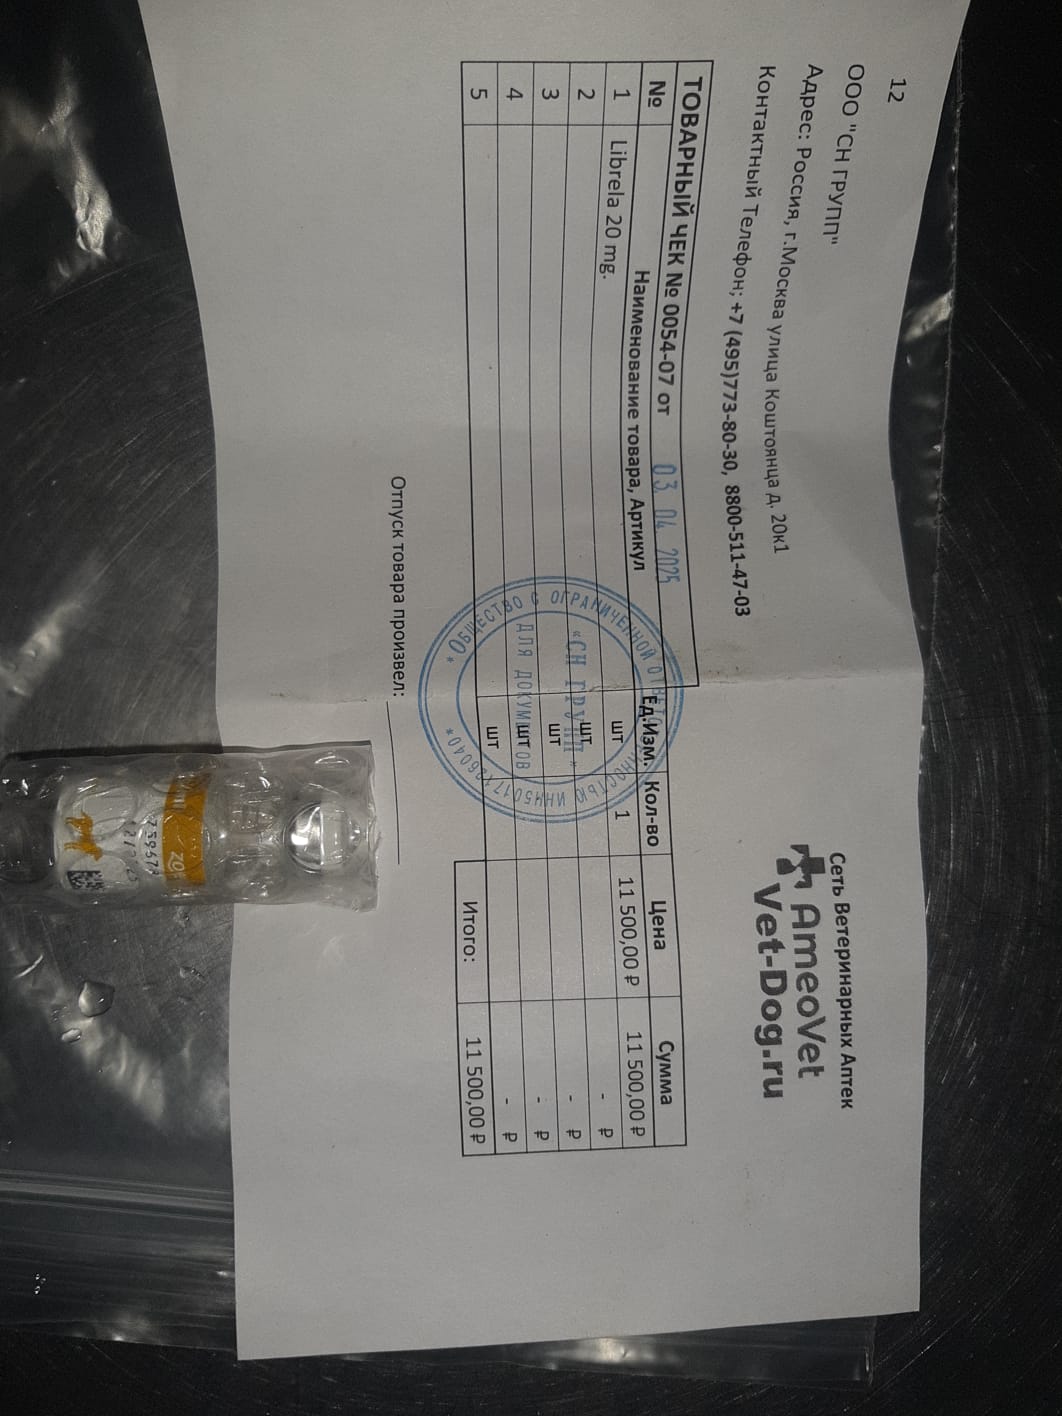 12
ООО "СН ГРУПП"
Адрес: Россия, г.Москва улица Коштоянца д. 20к1
Контактный Телефон; +7 (495)773-80-30, 8800-511-47-03
Сеть Ветеринарных Аптек
AmeoVet
Vet-Dog.ru
ТОВАРНЫЙ ЧЕК № 0054-07 от 03. 04. 2025
№ Наименование товара, Артикул Ед.Изм. Кол-во Цена Сумма
1 Librela 20 mg. шт 1 11 500,00 ₽ 11 500,00 ₽
2 шт - ₽
3 шт - ₽
4 шт - ₽
5 шт - ₽
Итого: 11 500,00 ₽
ОБЩЕСТВО С ОГРАНИЧЕННОЙ
«СН ГРУПП»
ДЛЯ ДОКУМЕНТОВ
Отпуск товара произвел: